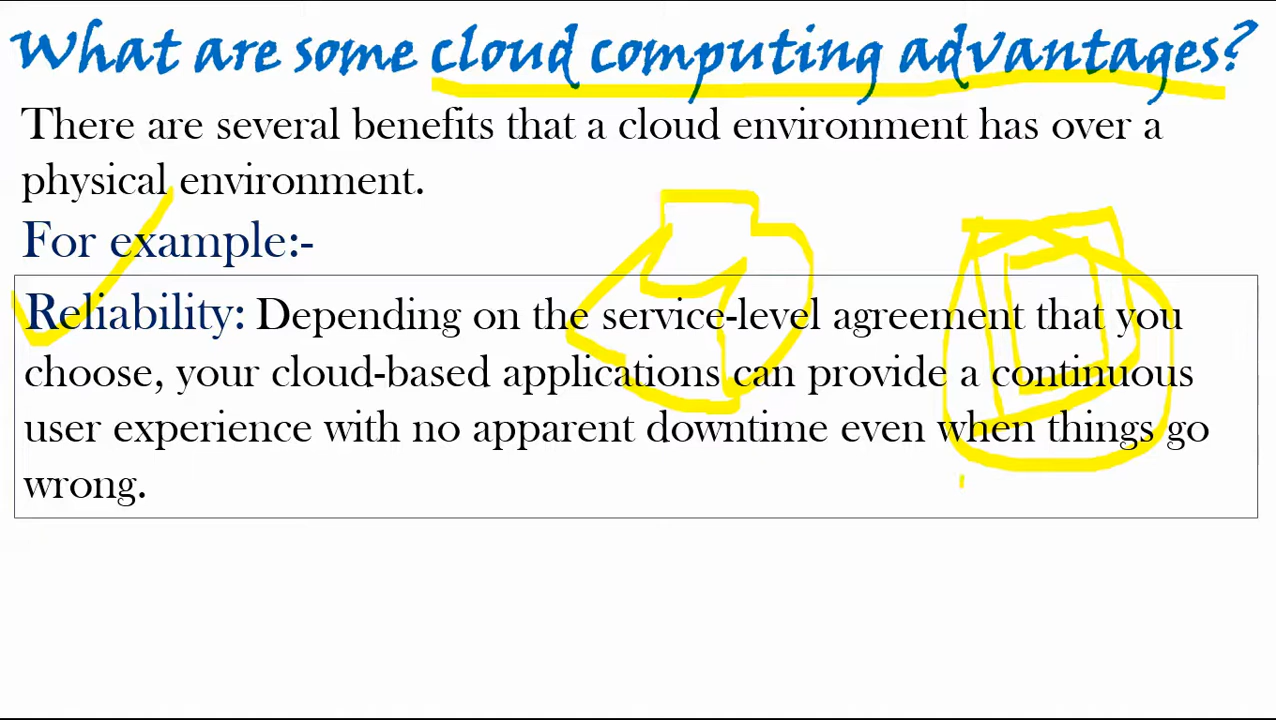 What are some cloud computing advantages?
There are several benefits that a cloud environment has over a
physical environment.
For example:-
Reliability: Depending on the service-level agreement that you
choose, your cloud-based applications can provide a continuous
user experience with no apparent downtime even when things go
wrong.